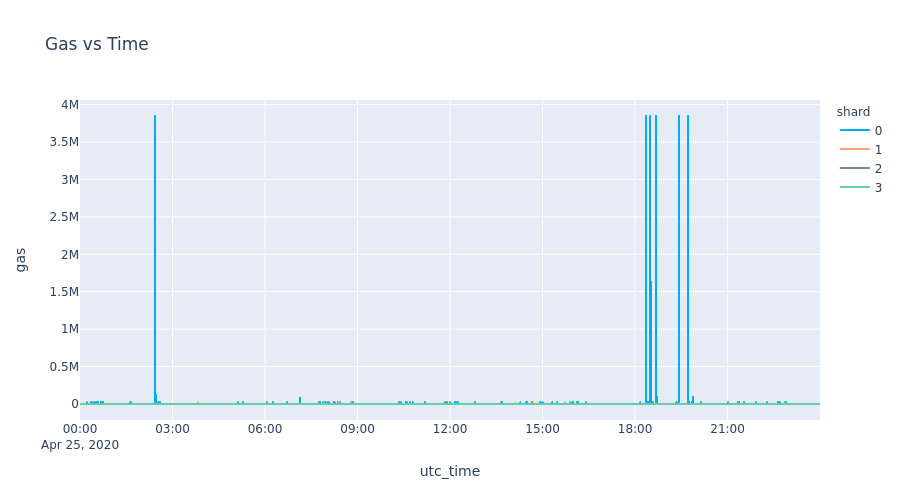 Gas vs Time
shard
0
1
2
3
gas
4M
3.5M
3M
2.5M
2M
1.5M
1M
0.5M
0
00:00 03:00 06:00 09:00 12:00 15:00 18:00 21:00
Apr 25, 2020
utc_time